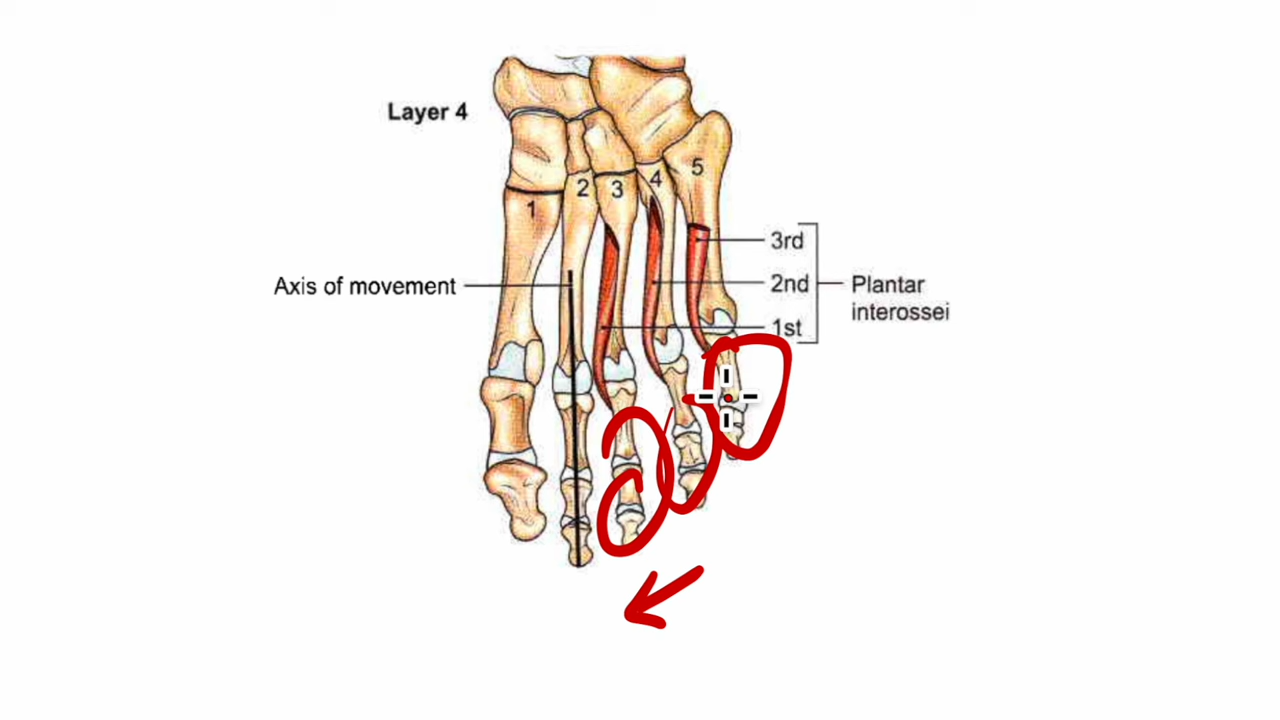 Layer 4
1
2
3
4
5
3rd
Axis of movement
2nd
Plantar
interossei
1st